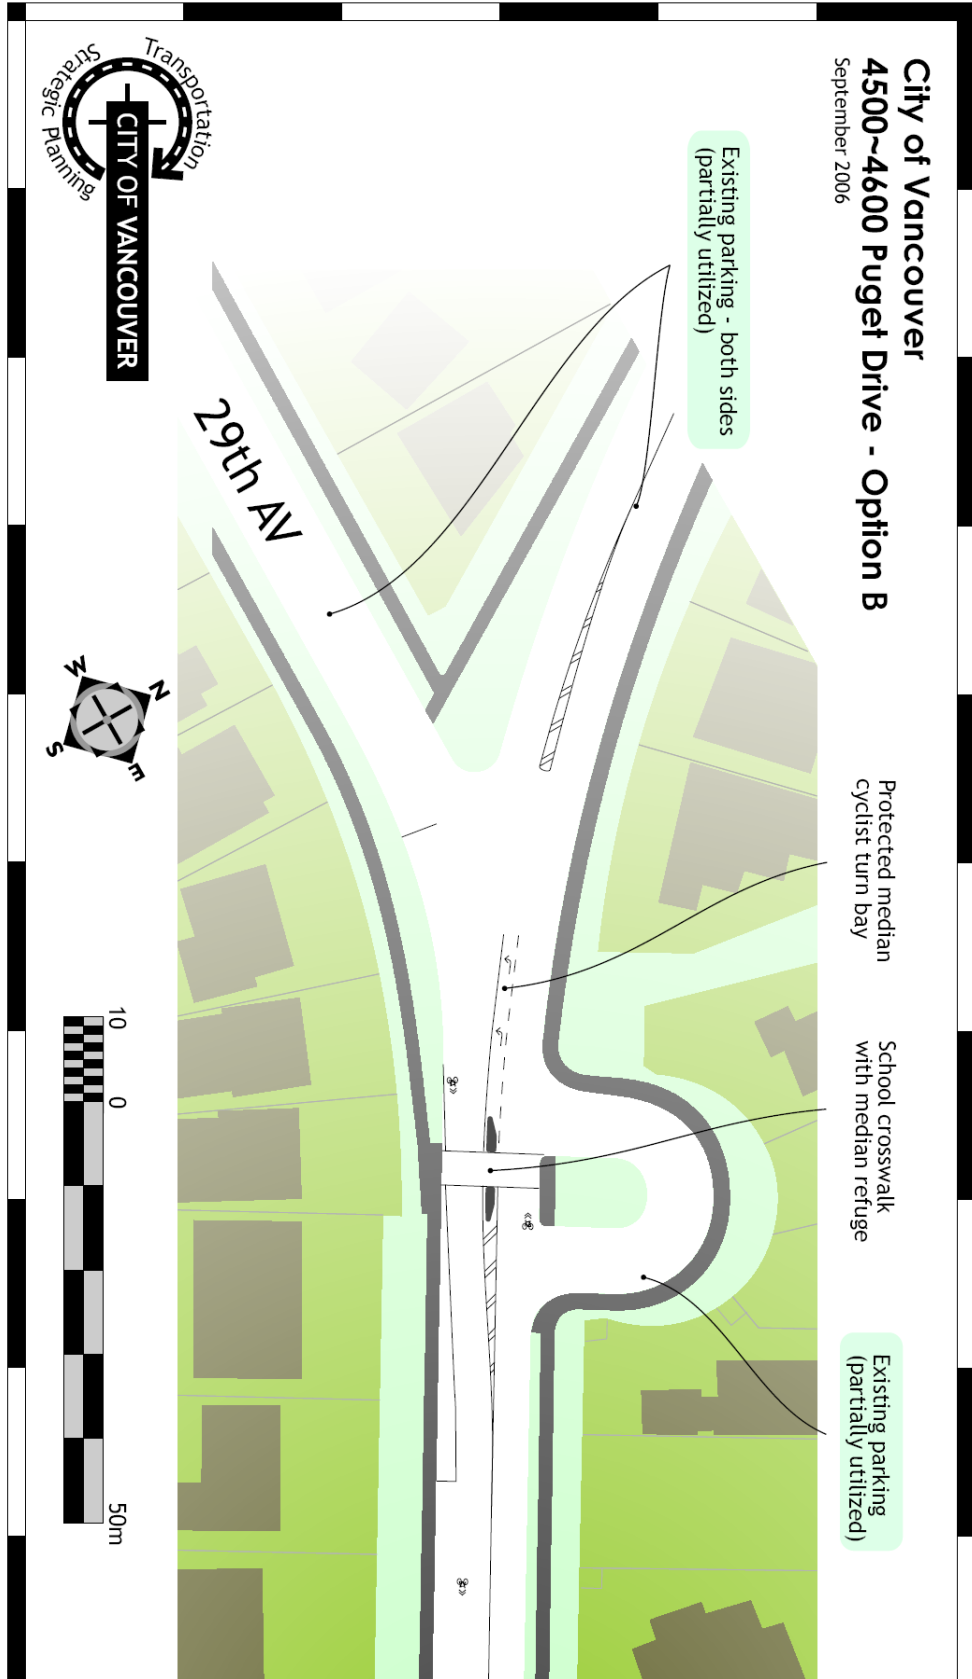 City of Vancouver
4500~4600 Puget Drive - Option B
September 2006
Existing parking - both sides
(partially utilized)
Protected median
cyclist turn bay
School crosswalk
with median refuge
Existing parking
(partially utilized)
29th AV
Transportation
Strategic Planning
CITY OF VANCOUVER
N
E
S
W
10
0
50m